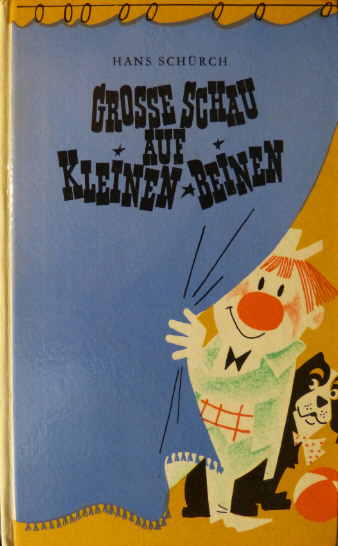 HANS SCHÜRCH
GROSSE SCHAU
AUF
KLEINEN BEINEN